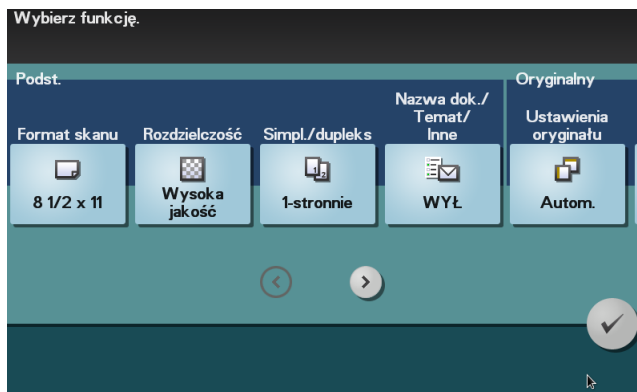 Wybierz funkcję.
Podst.
Oryginalny
Format skanu
Rozdzielczość
Simpl./dupleks
Nazwa dok./
Temat/
Inne
Ustawienia
oryginału
8 1/2 x 11
Wysoka
jakość
1-stronnie
WYŁ
Autom.